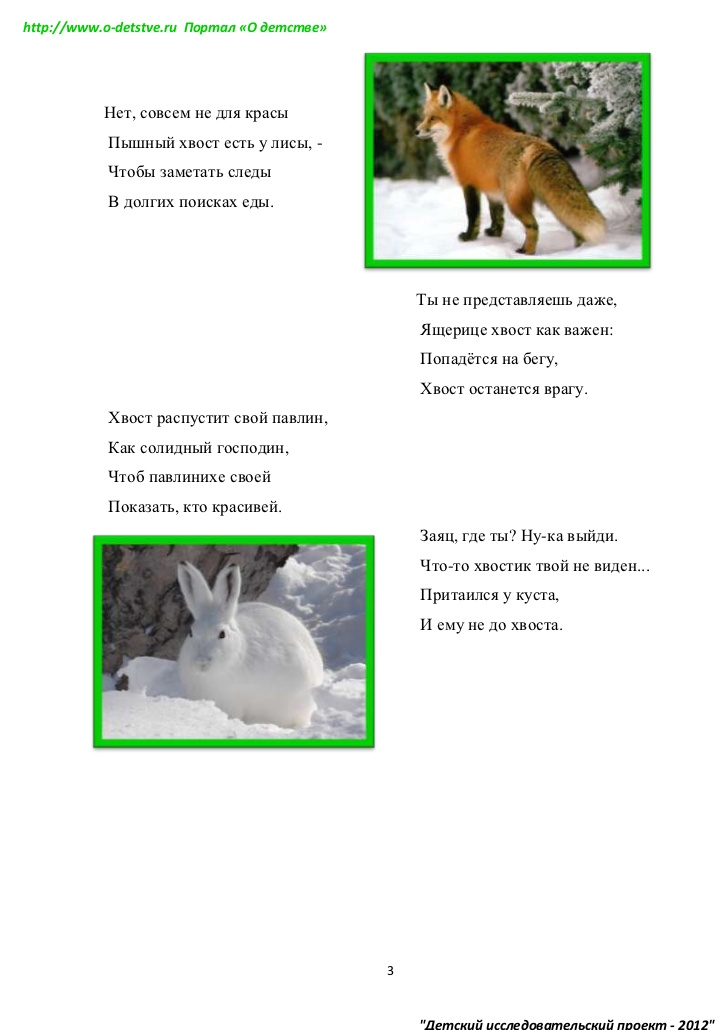 http://www.o-detstve.ru Портал «О детстве»
Нет, совсем не для красы
Пышный хвост есть у лисы, -
Чтобы заметать следы
В долгих поисках еды.
Ты не представляешь даже,
Ящерице хвост как важен:
Попадётся на бегу,
Хвост останется врагу.
Хвост распустит свой павлин,
Как солидный господин,
Чтоб павлинихе своей
Показать, кто красивей.
Заяц, где ты? Ну-ка выйди.
Что-то хвостик твой не виден...
Притаился у куста,
И ему не до хвоста.
3
"Детский исследовательский проект - 2012"